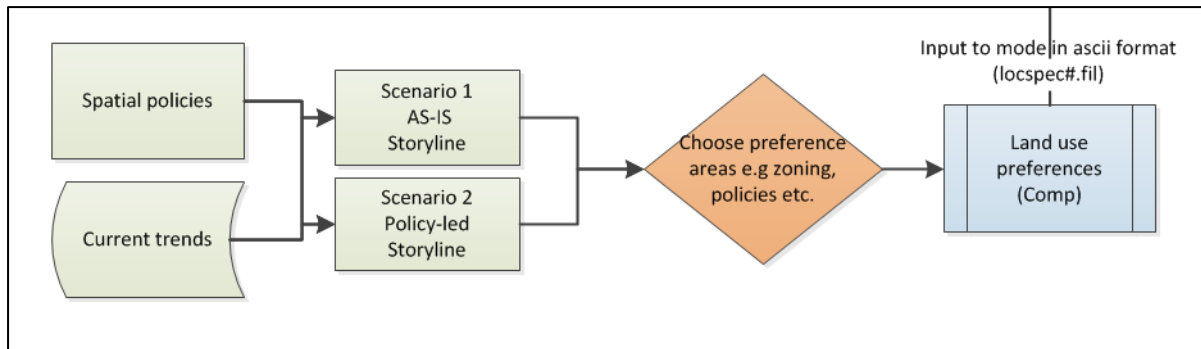 Spatial policies
Current trends
Scenario 1
AS-IS
Storyline
Scenario 2
Policy-led
Storyline
Choose preference
areas e.g zoning,
policies etc.
Input to mode in ascii format
(locspec#.fil)
Land use
preferences
(Comp)